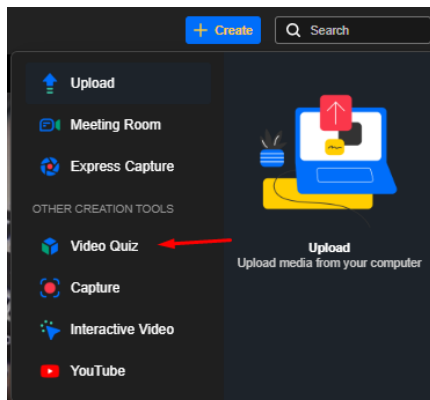 + Create
Search
Upload
Meeting Room
Express Capture
OTHER CREATION TOOLS
Video Quiz
Capture
Interactive Video
YouTube
Upload
Upload media from your computer